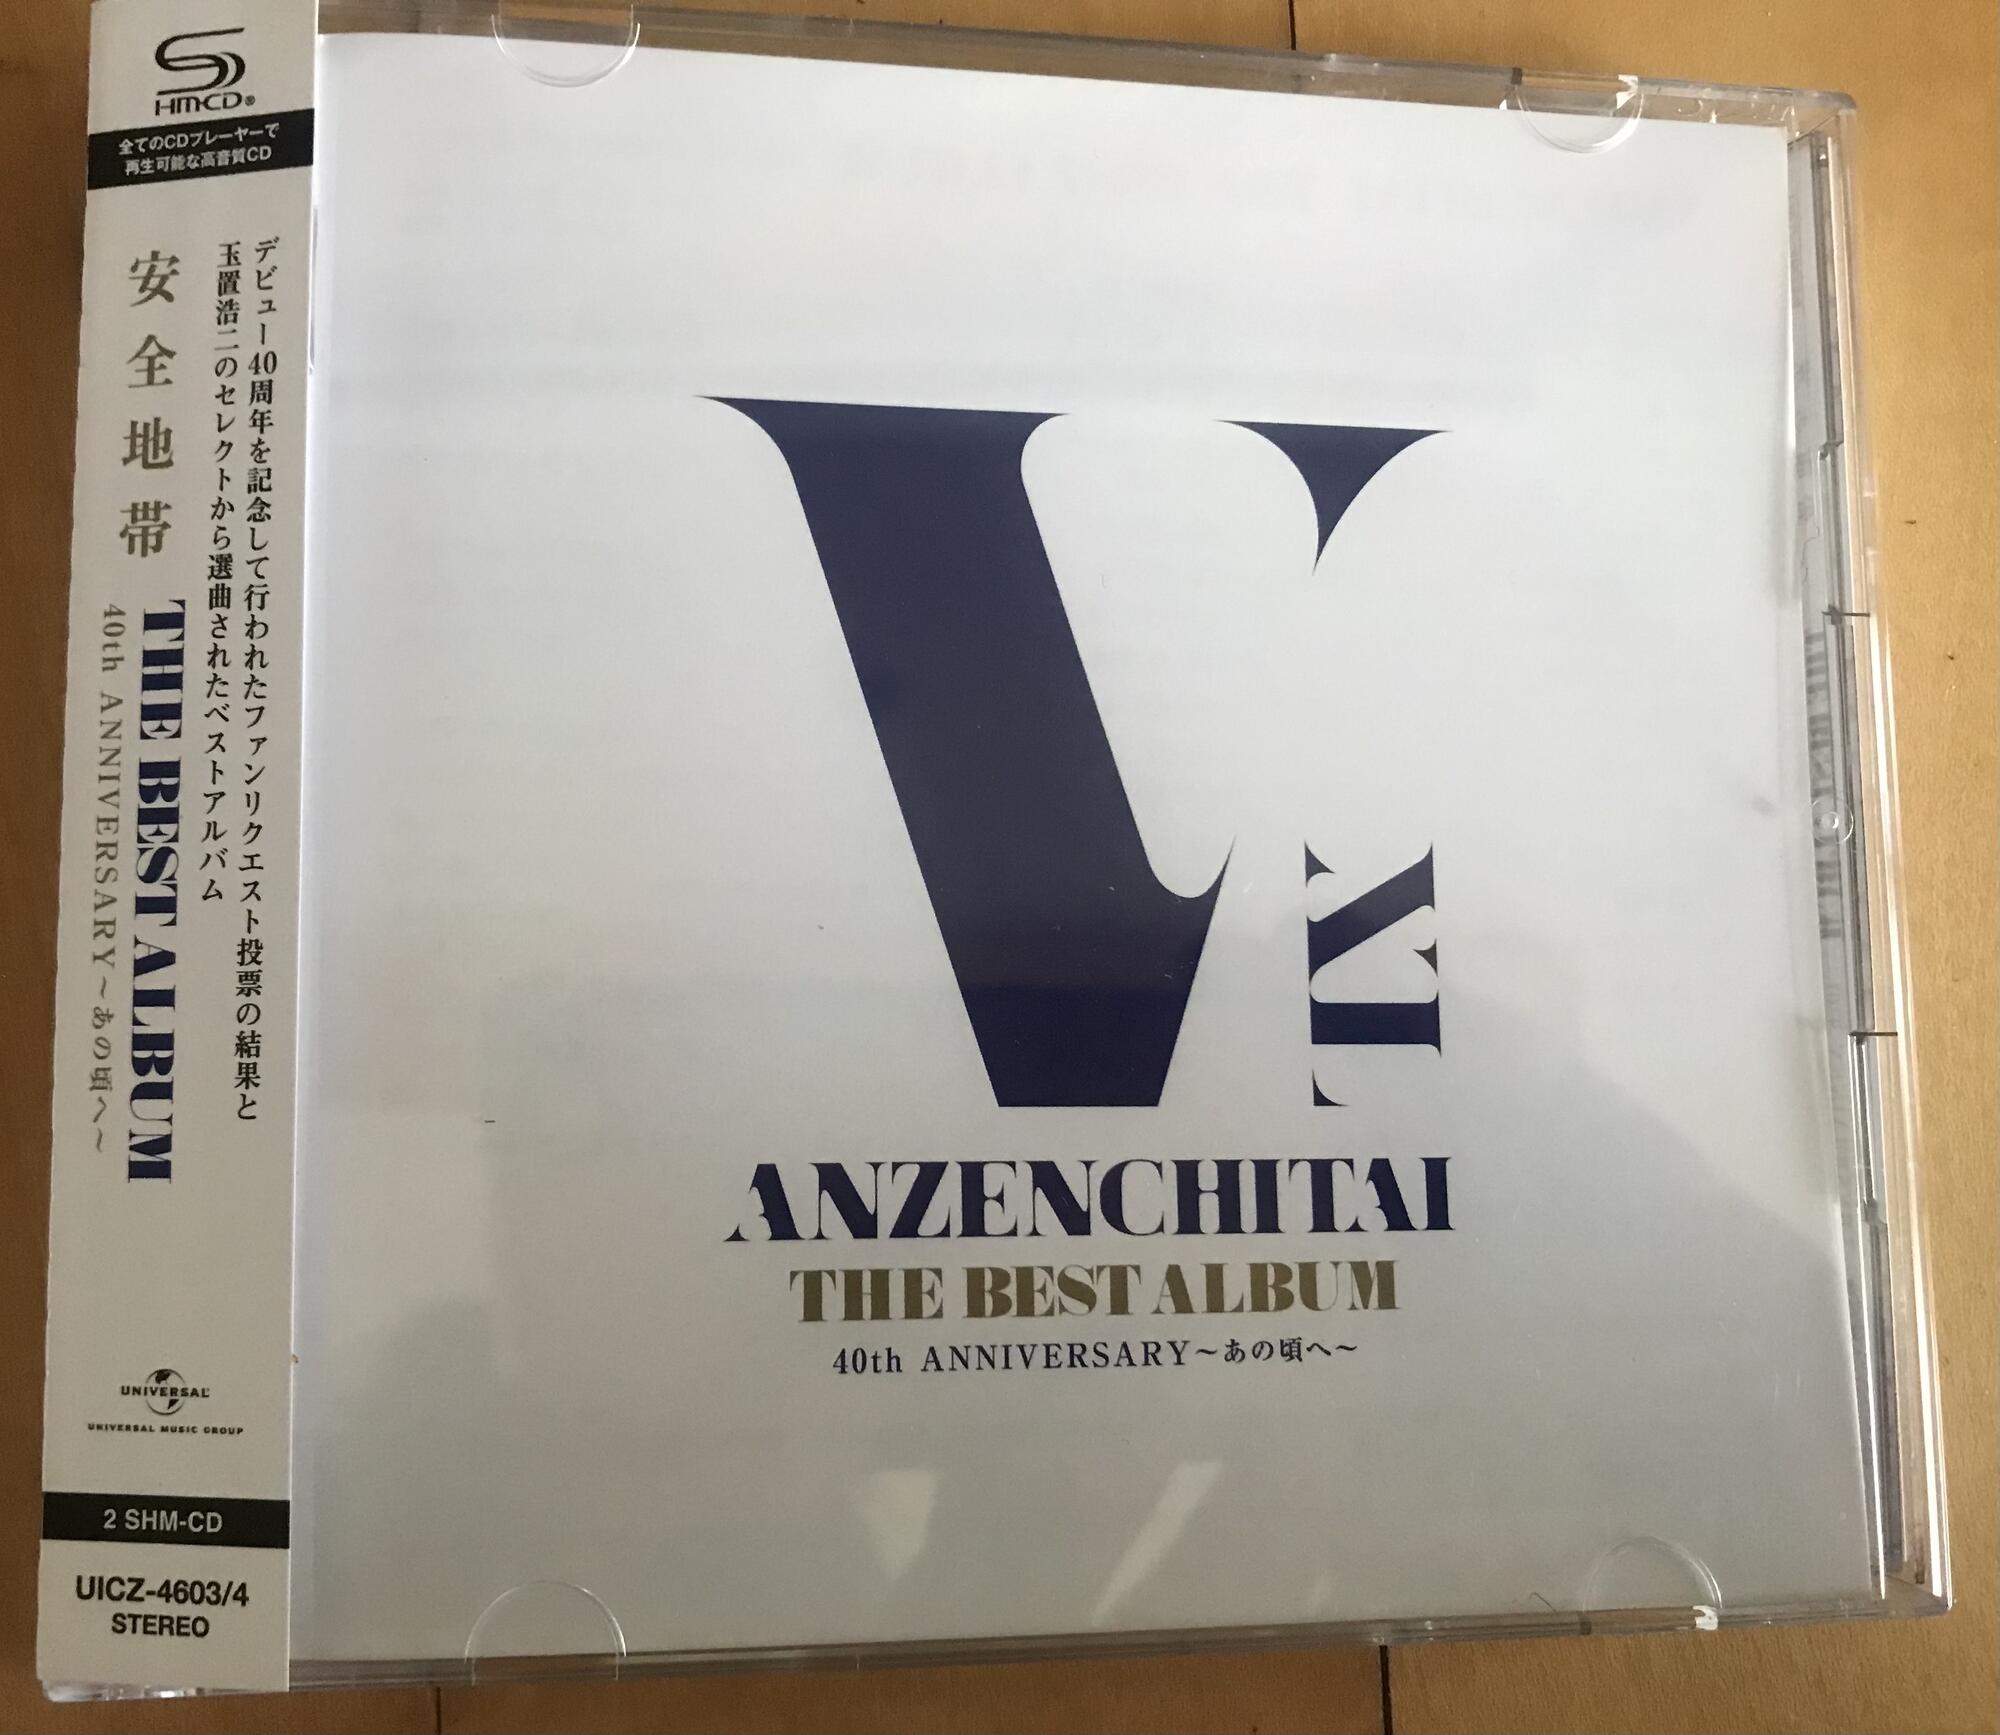 HM-CD®
全てのCDプレーヤーで
再生可能な高音質CD
デビュー40周年を記念して行われたファンリクエスト投票の結果と
玉置浩二のセレクトから選曲されたベストアルバム
安全地帯
THE BEST ALBUM
40th ANNIVERSARY～あの頃へ～
UNIVERSAL
UNIVERSAL MUSIC GROUP
2 SHM-CD
UICZ-4603/4
STEREO
ANZENCHITAI
THE BEST ALBUM
40th ANNIVERSARY～あの頃へ～